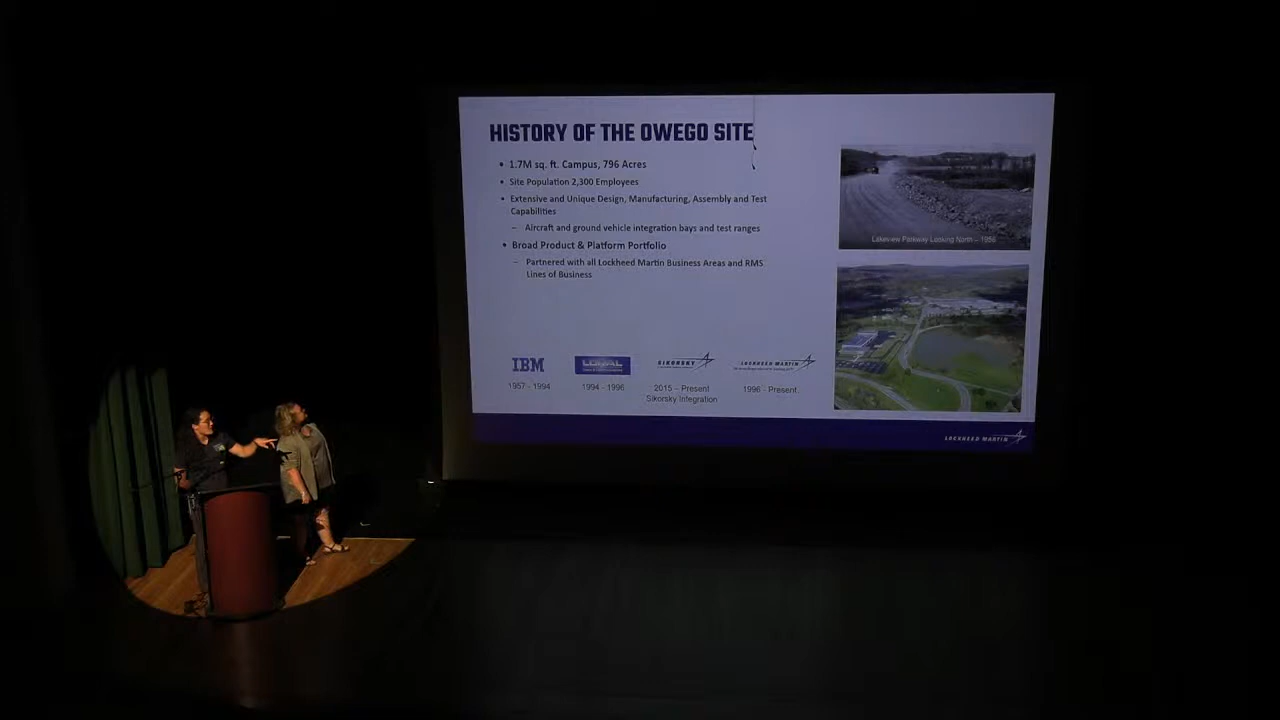 HISTORY OF THE OWEGO SITE
• 1.7M sq. ft. Campus, 796 Acres
• Site Population 2,300 Employees
• Extensive and Unique Design, Manufacturing, Assembly and Test
Capabilities
– Aircraft and ground vehicle integration bays and test ranges
• Broad Product & Platform Portfolio
– Partnered with all Lockheed Martin Business Areas and RMS
Lines of Business
Lakeview Parkway Looking North – 1956
IBM
1957 - 1994
LORAL
1994 - 1996
SIKORSKY
2015 – Present
Sikorsky Integration
LOCKHEED MARTIN
1996 - Present
LOCKHEED MARTIN